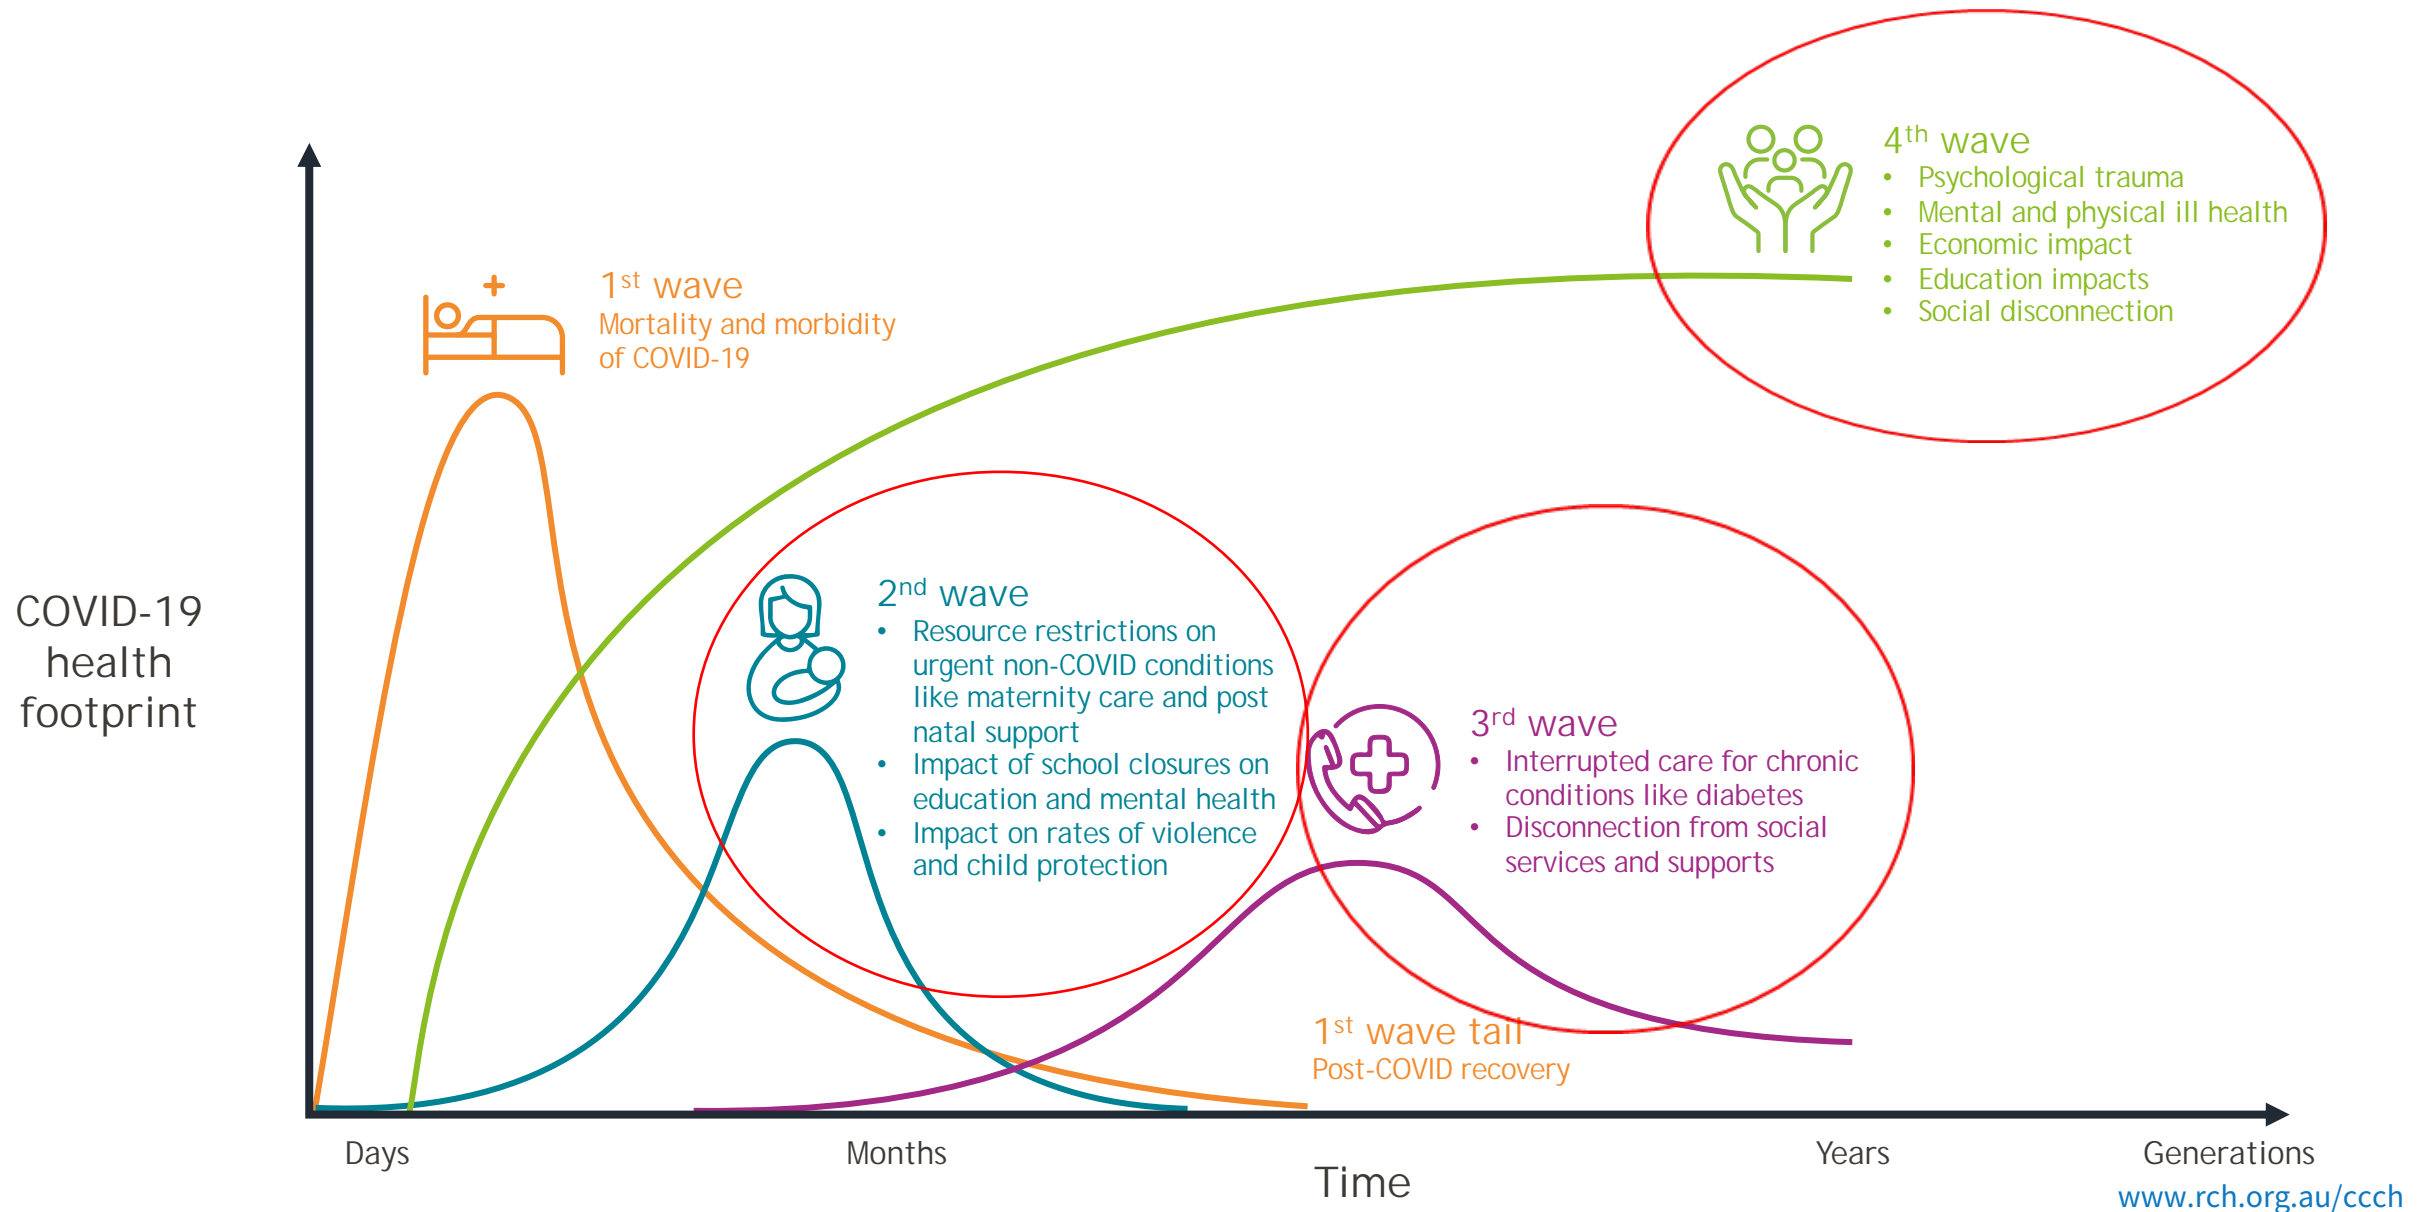 4th wave
• Psychological trauma
• Mental and physical ill health
• Economic impact
• Education impacts
• Social disconnection
1st wave
Mortality and morbidity
of COVID-19
COVID-19
health
footprint
2nd wave
• Resource restrictions on
urgent non-COVID conditions
like maternity care and post
natal support
• Impact of school closures on
education and mental health
• Impact on rates of violence
and child protection
3rd wave
• Interrupted care for chronic
conditions like diabetes
• Disconnection from social
services and supports
1st wave tail
Post-COVID recovery
Days
Months
Years
Generations
Time
www.rch.org.au/ccch